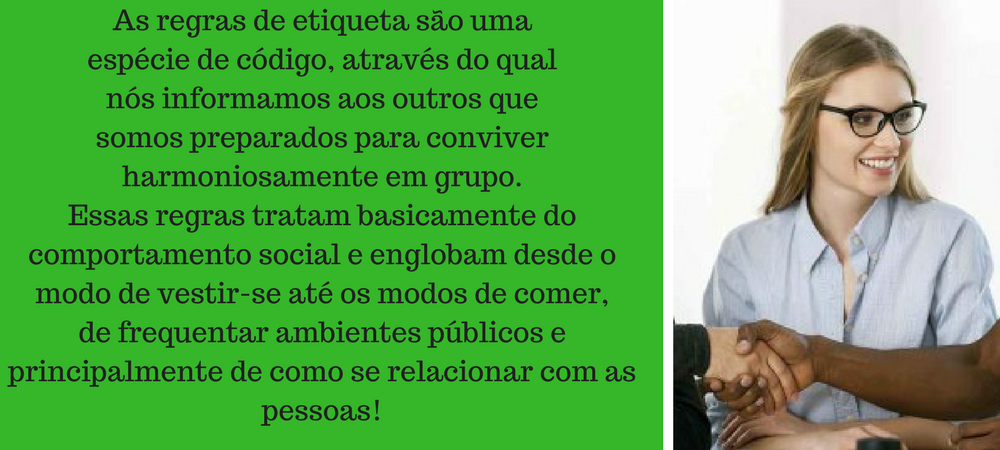 As regras de etiqueta são uma
espécie de código, através do qual
nós informamos aos outros que
somos preparados para conviver
harmoniosamente em grupo.
Essas regras tratam basicamente do
comportamento social e englobam desde o
modo de vestir-se até os modos de comer,
de frequentar ambientes públicos e
principalmente de como se relacionar com as
pessoas!